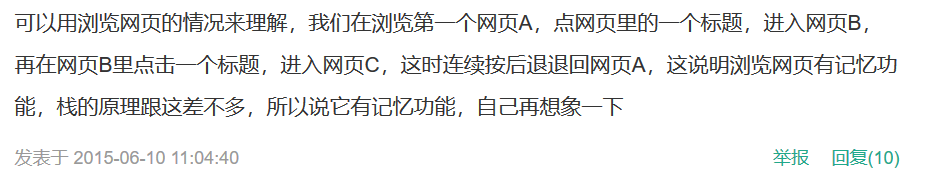 可以用浏览网页的情况来理解，我们在浏览第一个网页A，点网页里的一个标题，进入网页B，
再在网页B里点击一个标题，进入网页C，这时连续按后退退回网页A，这说明浏览网页有记忆功
能，栈的原理跟这差不多，所以说它有记忆功能，自己再想象一下
发表于 2015-06-10 11:04:40 举报 回复(10)